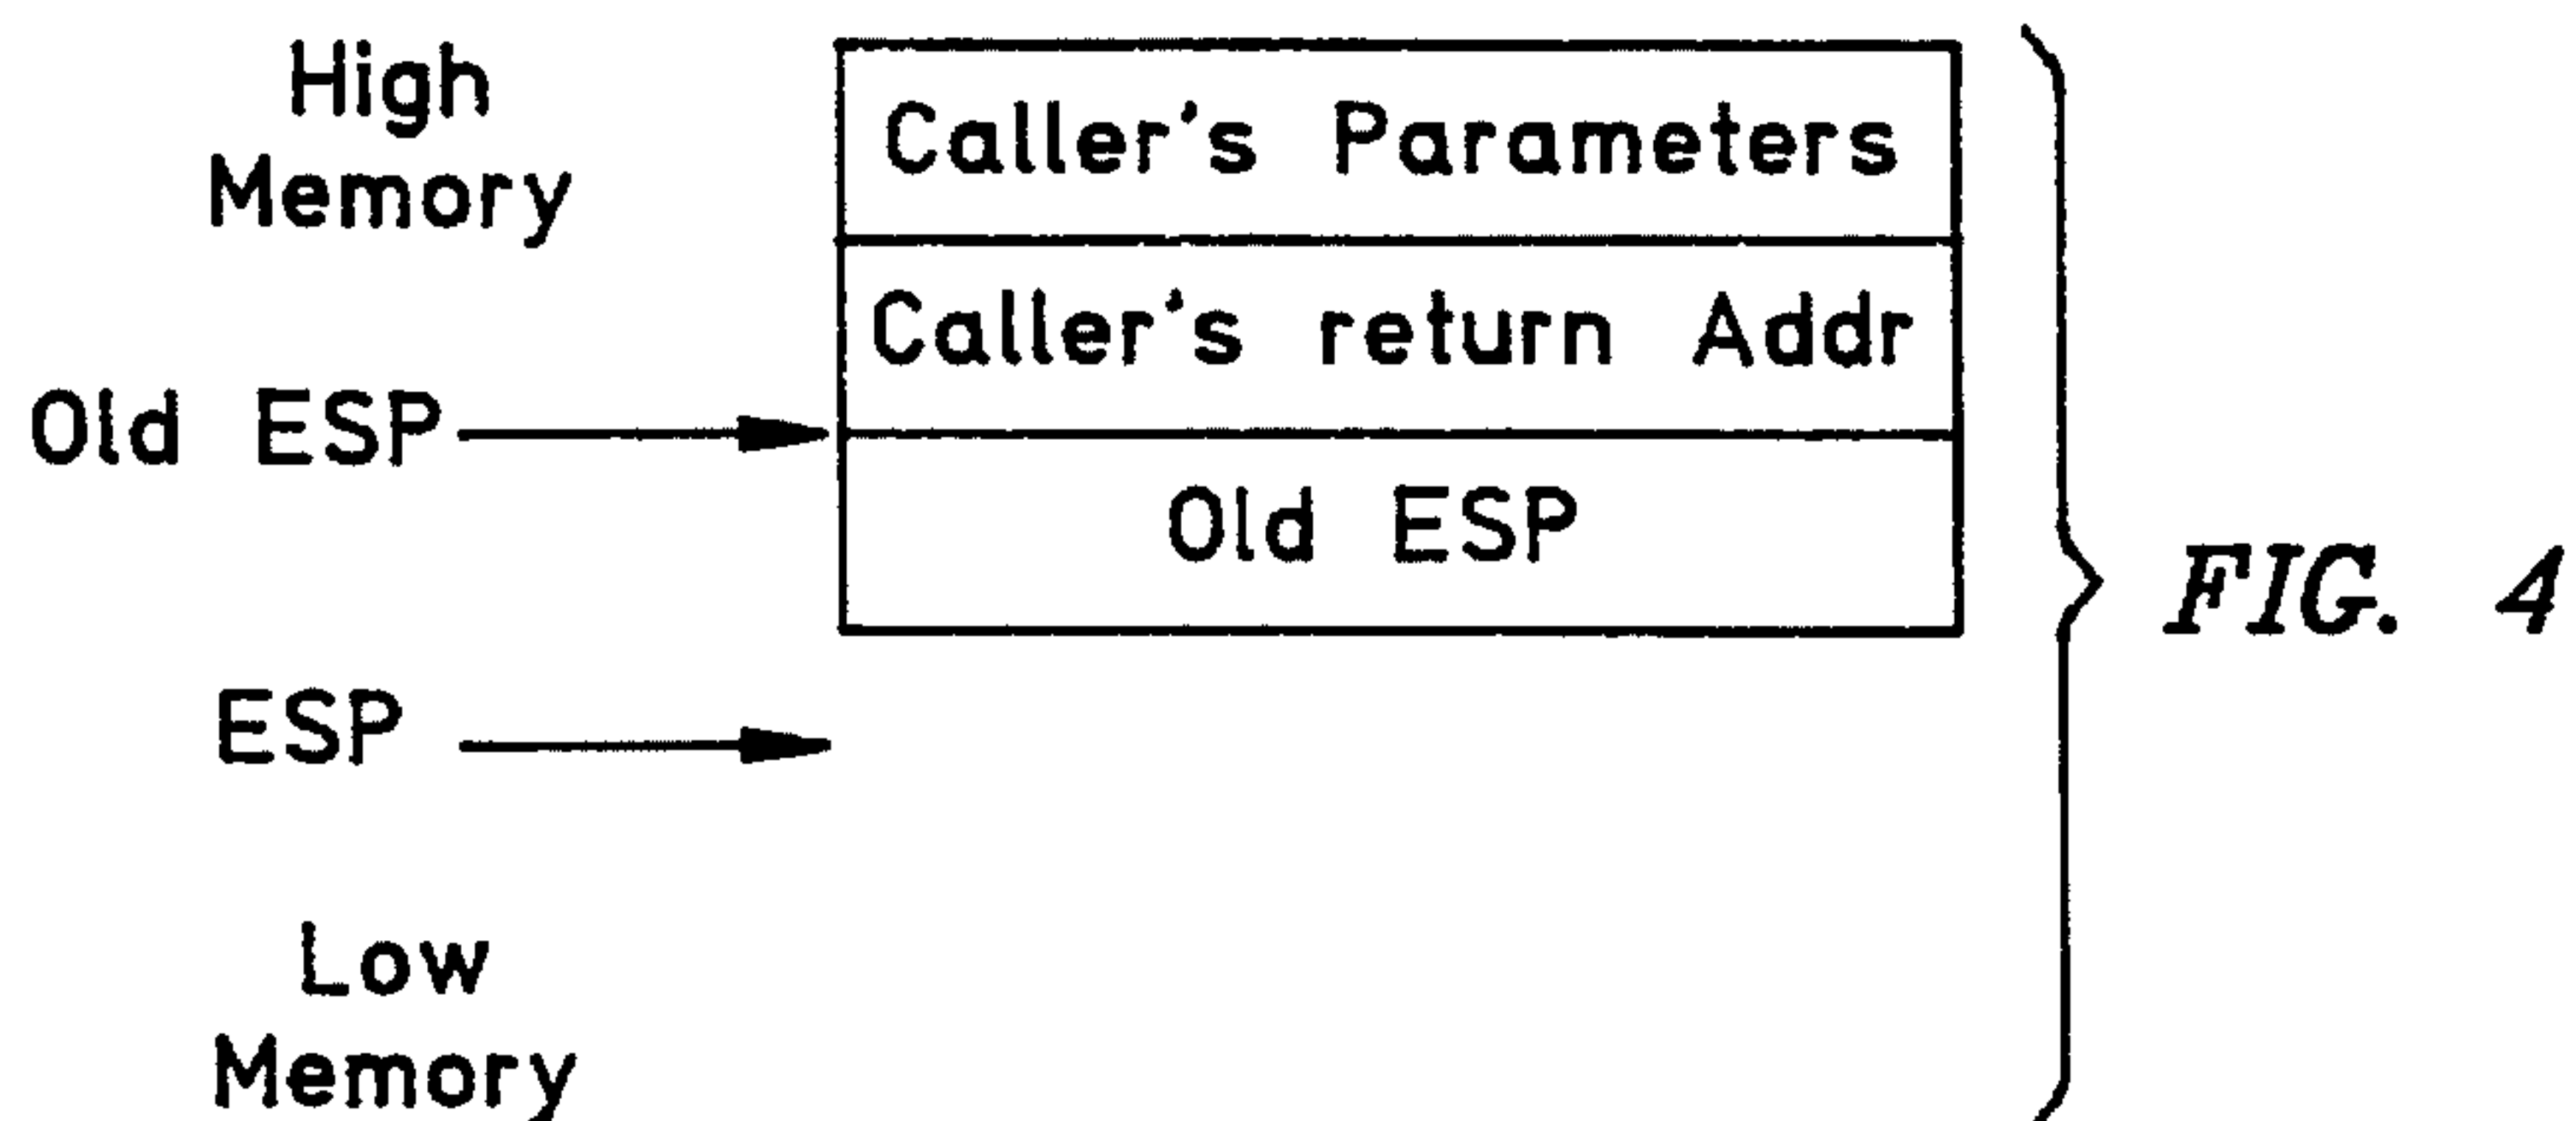 High
Memory
Caller's Parameters
Caller's return Addr
Old ESP
Old ESP
ESP
Low
Memory
FIG. 4